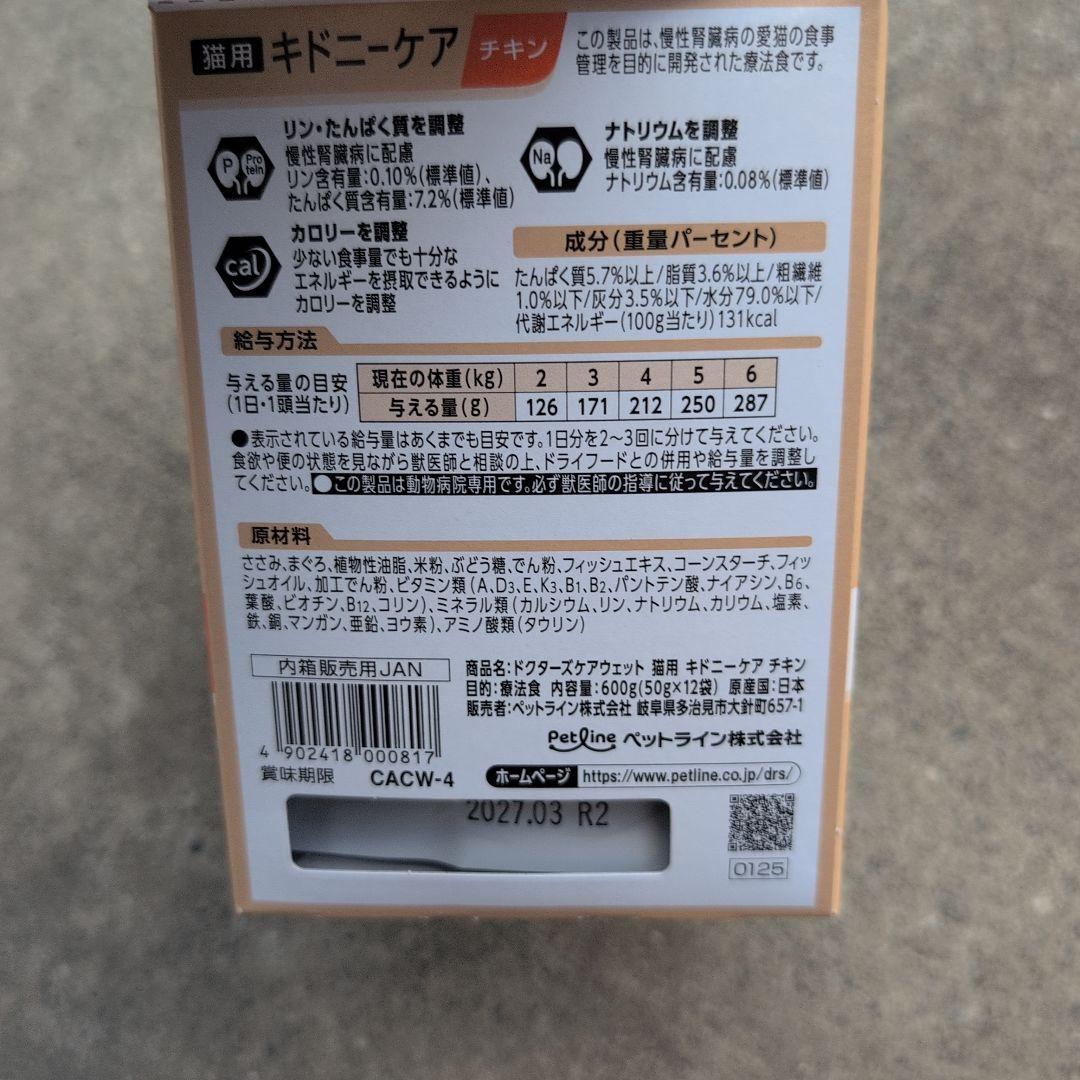 猫用 キドニーケア チキン
この製品は、慢性腎臓病の愛猫の食事
管理を目的に開発された療法食です。
P Protein
リン・たんぱく質を調整
慢性腎臓病に配慮
リン含有量:0.10%(標準値)、
たんぱく質含有量:7.2%(標準値)
Na
ナトリウムを調整
慢性腎臓病に配慮
ナトリウム含有量:0.08%(標準値)
cal
カロリーを調整
少ない食事量でも十分な
エネルギーを摂取できるように
カロリーを調整
成分(重量パーセント)
たんぱく質5.7%以上/脂質3.6%以上/粗繊維
1.0%以下/灰分3.5%以下/水分79.0%以下/
代謝エネルギー(100g当たり)131kcal
給与方法
与える量の目安
(1日・1頭当たり)
現在の体重(kg) 2 3 4 5 6
与える量(g) 126 171 212 250 287
●表示されている給与量はあくまでも目安です。1日分を2〜3回に分けて与えてください。
食欲や便の状態を見ながら獣医師と相談の上、ドライフードとの併用や給与量を調整し
てください。●この製品は動物病院専用です。必ず獣医師の指導に従って与えてください。
原材料
ささみ、まぐろ、植物性油脂、米粉、ぶどう糖、でん粉、フィッシュエキス、コーンスターチ、フィッ
シュオイル、加工でん粉、ビタミン類(A、D3、E、K3、B1、B2、パントテン酸、ナイアシン、B6、
葉酸、ビオチン、B12、コリン)、ミネラル類(カルシウム、リン、ナトリウム、カリウム、塩素、
鉄、銅、マンガン、亜鉛、ヨウ素)、アミノ酸類(タウリン)
内箱販売用JAN
4 902418 000817
商品名:ドクターズケアウェット 猫用 キドニーケア チキン
目的:療法食 内容量:600g(50g×12袋) 原産国:日本
販売者:ペットライン株式会社 岐阜県多治見市大針町657-1
Petline ペットライン株式会社
賞味期限 CACW-4
ホームページ https://www.petline.co.jp/drs/
2027.03 R2
0125